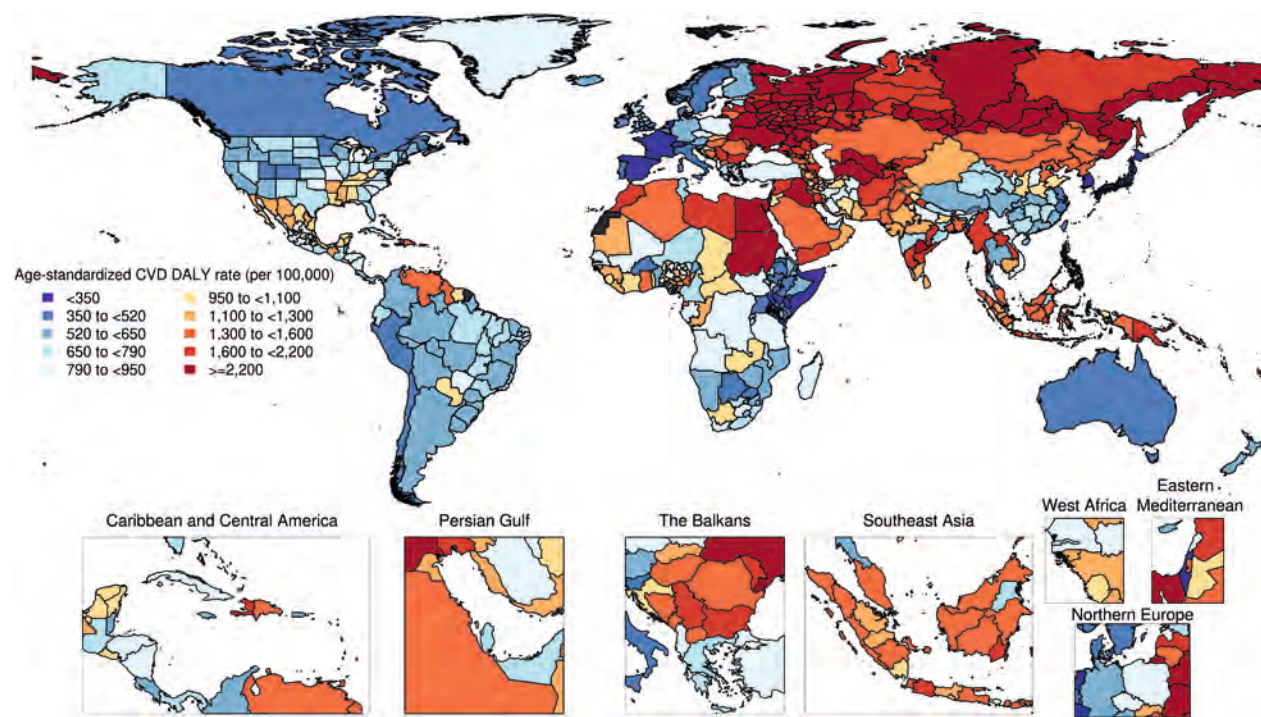 Age-standardized CVD DALY rate (per 100,000)
<350
350 to <520
520 to <650
650 to <790
790 to <950
950 to <1,100
1,100 to <1,300
1,300 to <1,600
1,600 to <2,200
>=2,200
Caribbean and Central America
Persian Gulf
The Balkans
Southeast Asia
West Africa
Eastern
Mediterranean
Northern Europe